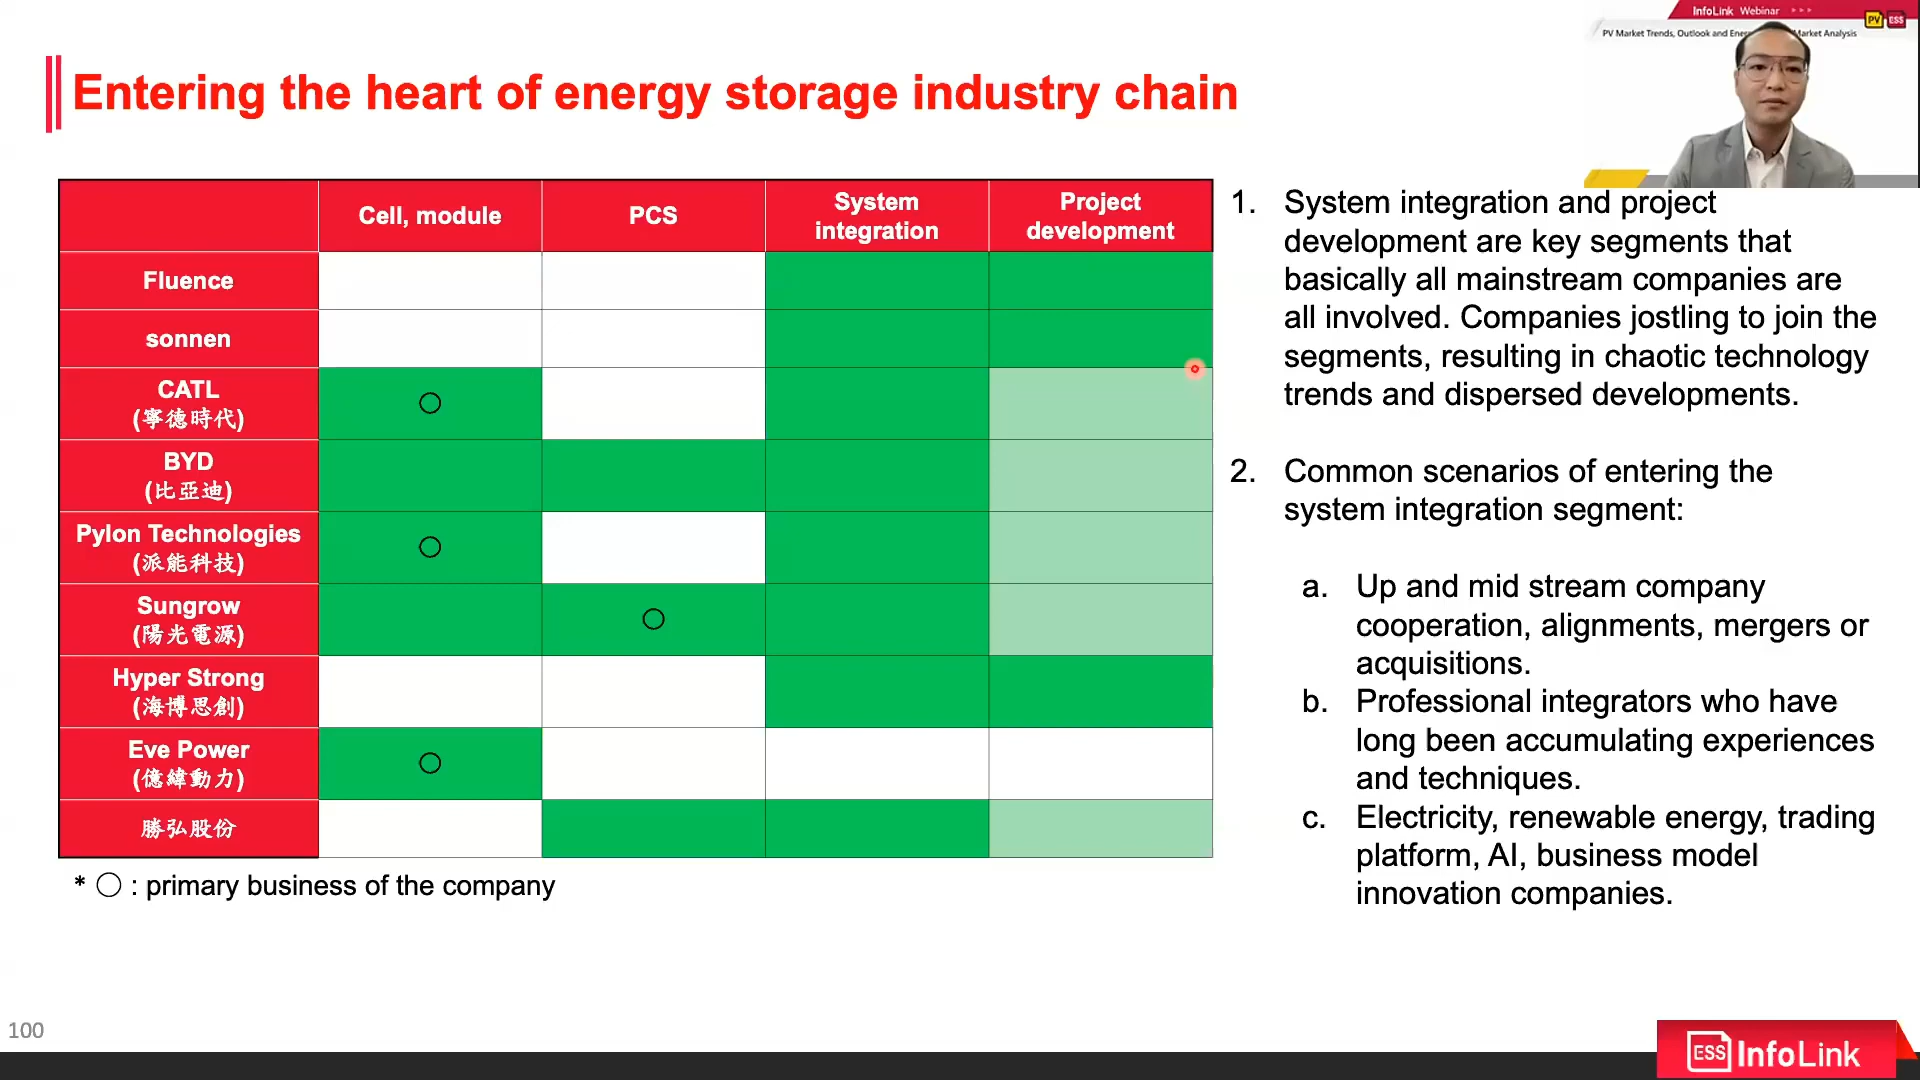 InfoLink Webinar
PV ESS
PV Market Trends, Outlook and Ener Market Analysis
Entering the heart of energy storage industry chain
Cell, module
PCS
System integration
Project development
Fluence
sonnen
CATL
(寧德時代)
BYD
(比亞迪)
Pylon Technologies
(派能科技)
Sungrow
(陽光電源)
Hyper Strong
(海博思創)
Eve Power
(億緯動力)
勝弘股份
* ○ : primary business of the company
1. System integration and project
development are key segments that
basically all mainstream companies are
all involved. Companies jostling to join the
segments, resulting in chaotic technology
trends and dispersed developments.
2. Common scenarios of entering the
system integration segment:
a. Up and mid stream company
cooperation, alignments, mergers or
acquisitions.
b. Professional integrators who have
long been accumulating experiences
and techniques.
c. Electricity, renewable energy, trading
platform, AI, business model
innovation companies.
100
ESS InfoLink